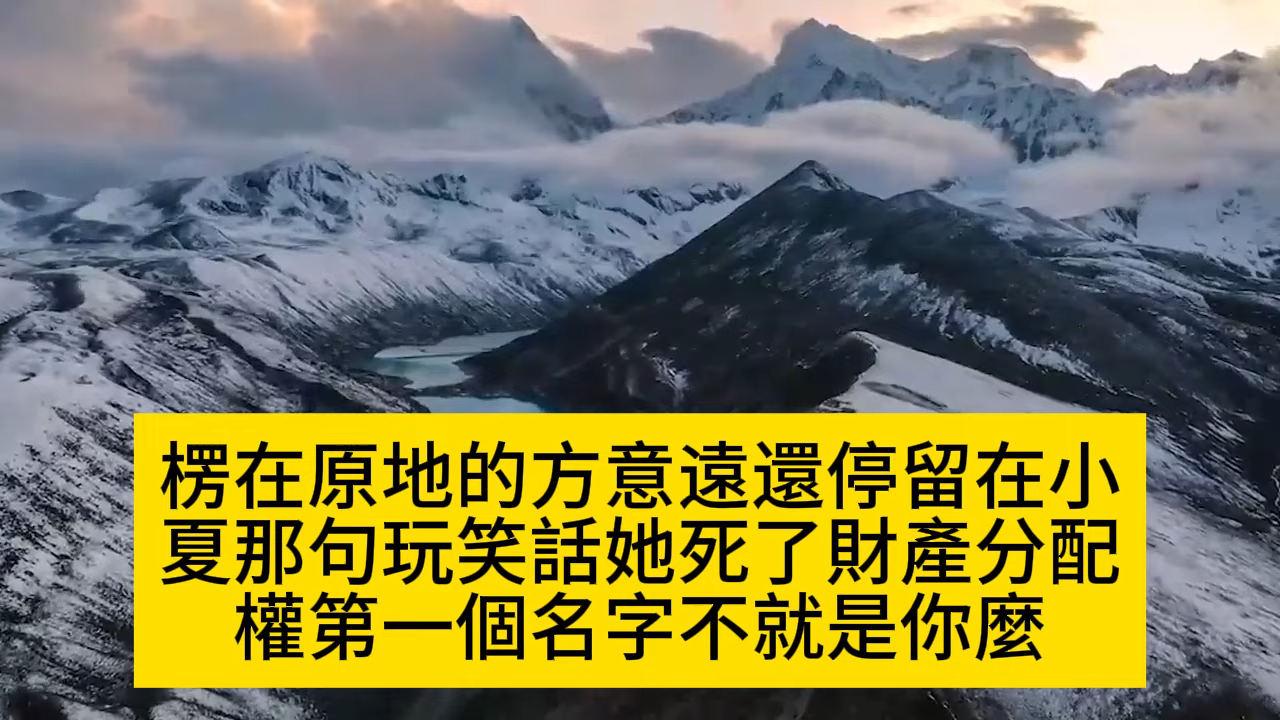 楞在原地的方意遠還停留在小
夏那句玩笑話她死了財產分配
權第一個名字不就是你麼